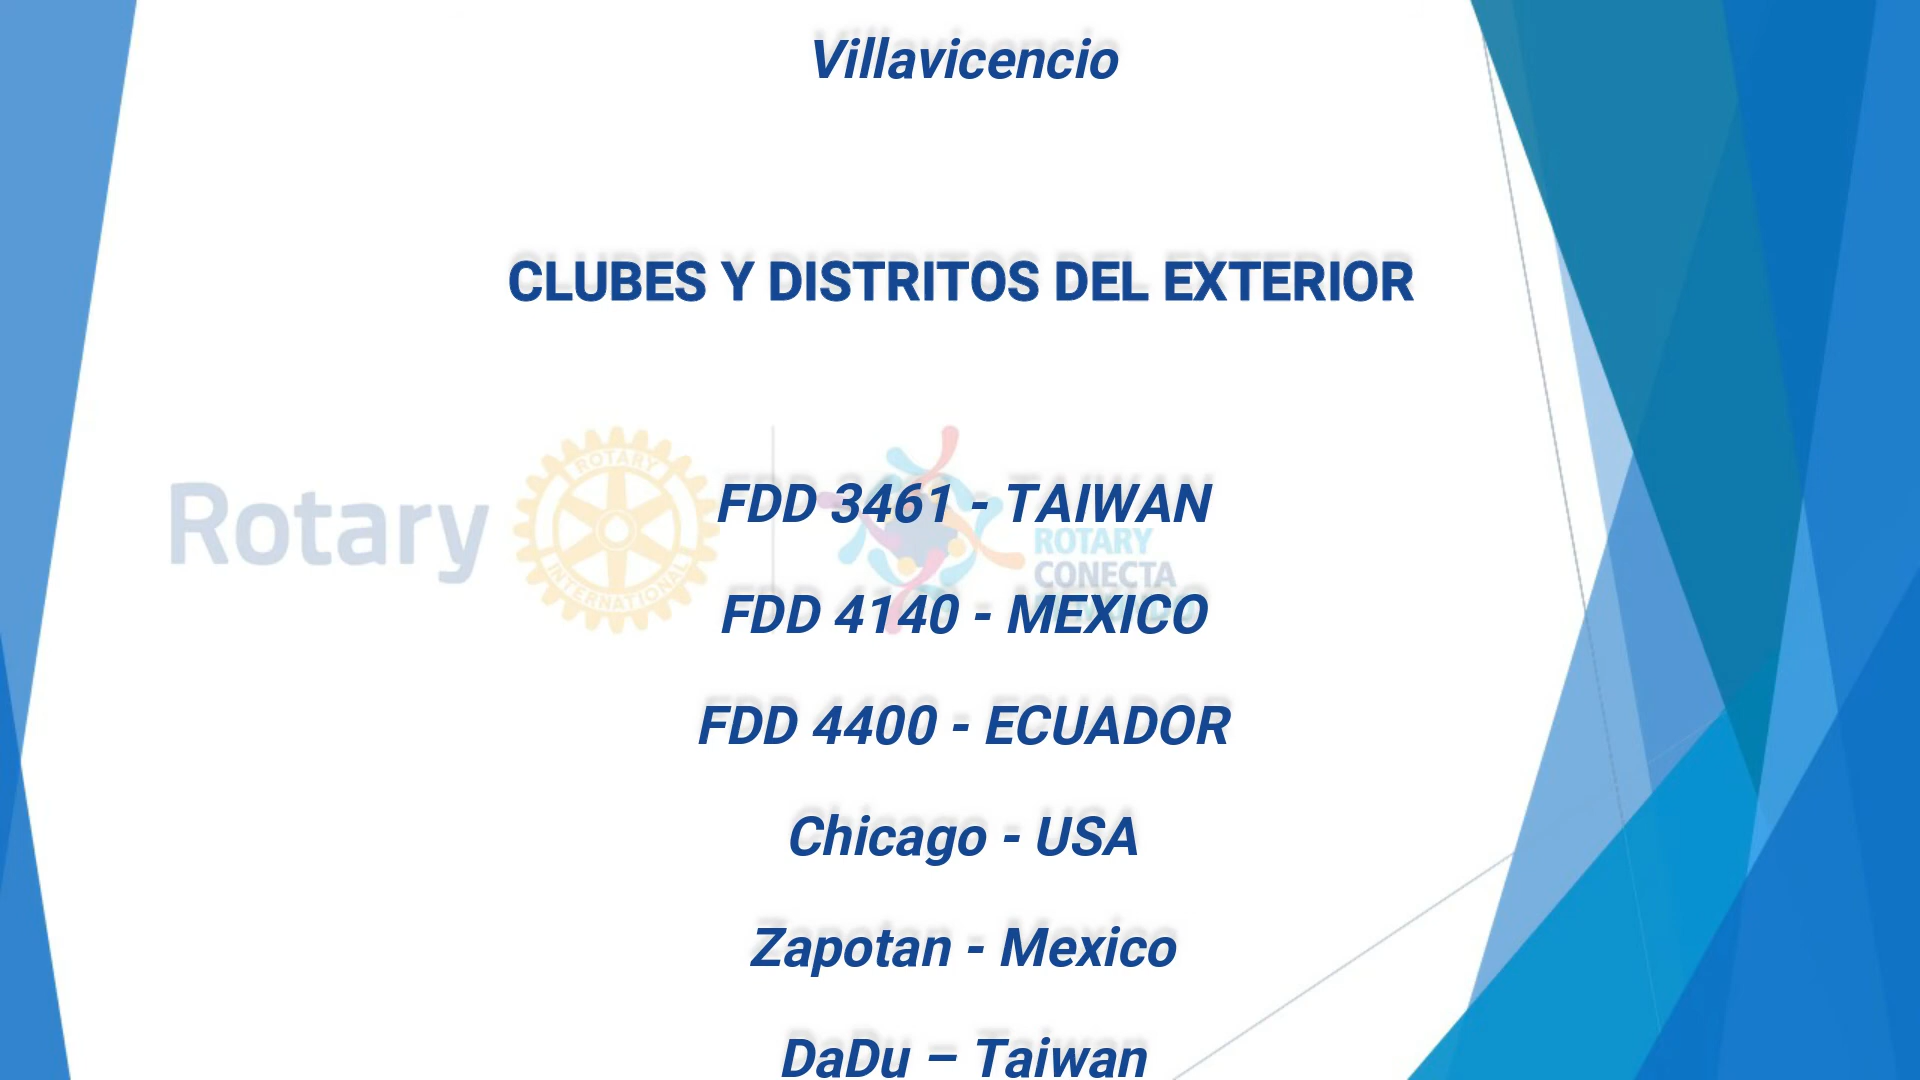 Villavicencio
CLUBES Y DISTRITOS DEL EXTERIOR
Rotary
ROTARY
INTERNATIONAL
FDD 3461 - TAIWAN
ROTARY
CONECTA
FDD 4140 - MEXICO
FDD 4400 - ECUADOR
Chicago - USA
Zapotan - Mexico
DaDu – Taiwan